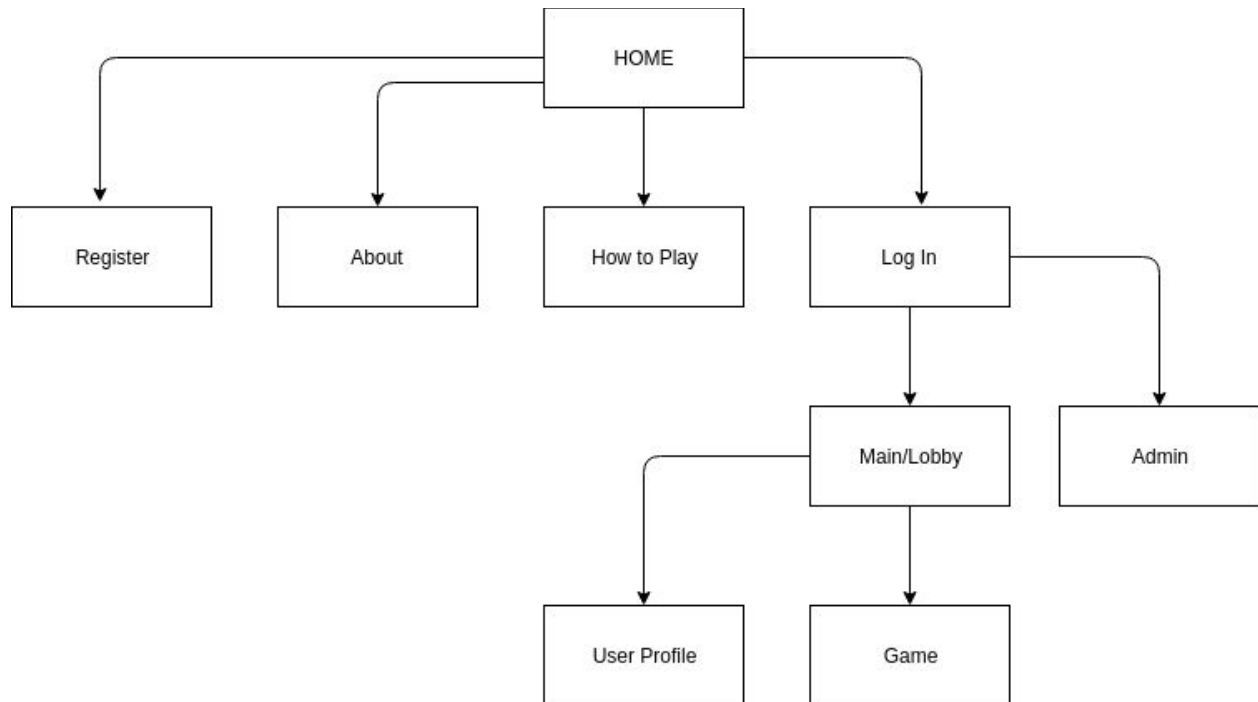 HOME
Register
About
How to Play
Log In
Main/Lobby
Admin
User Profile
Game